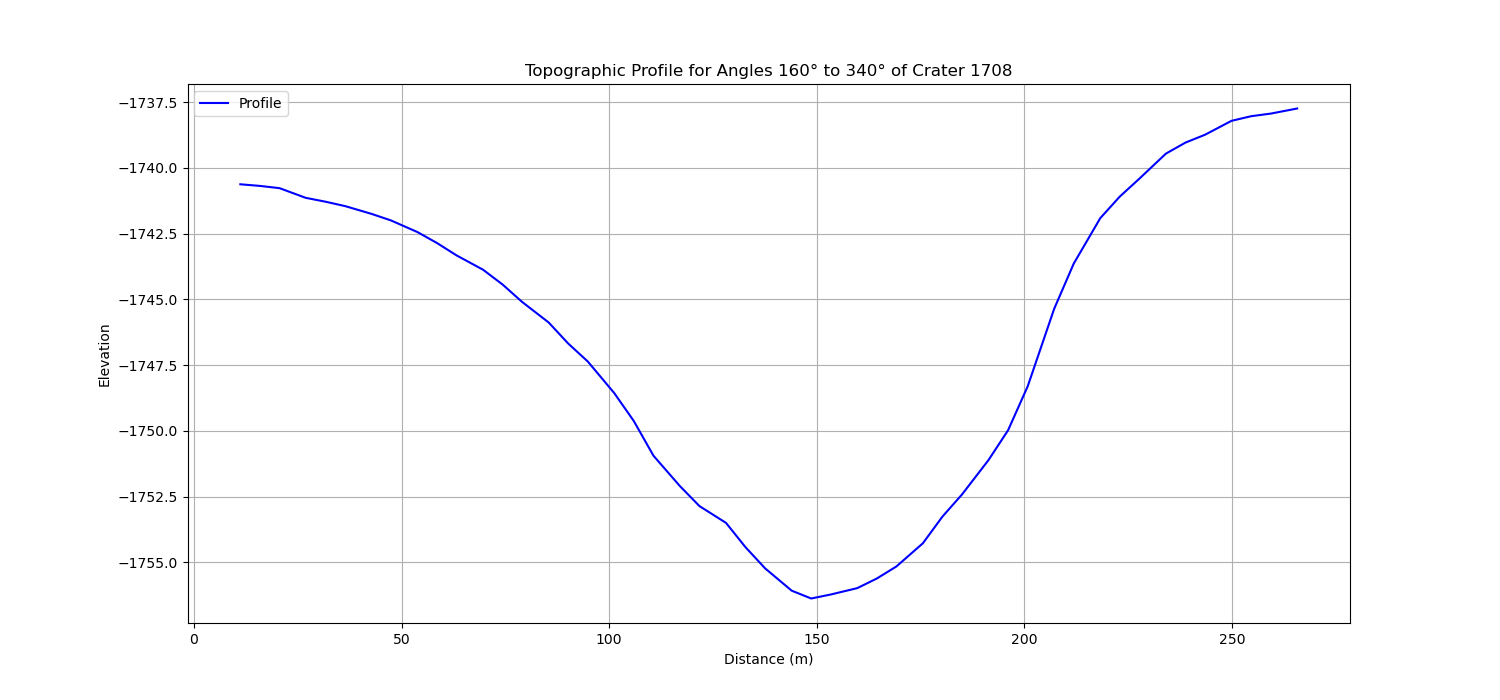 Topographic Profile for Angles 160° to 340° of Crater 1708
Profile
−1737.5
−1740.0
−1742.5
−1745.0
−1747.5
−1750.0
−1752.5
−1755.0
Elevation
0 50 100 150 200 250
Distance (m)